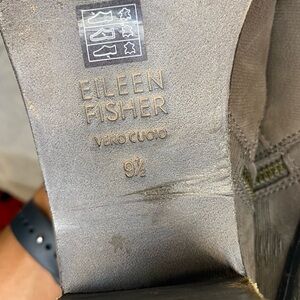 EILEEN
FISHER
VERO CUOIO
9½